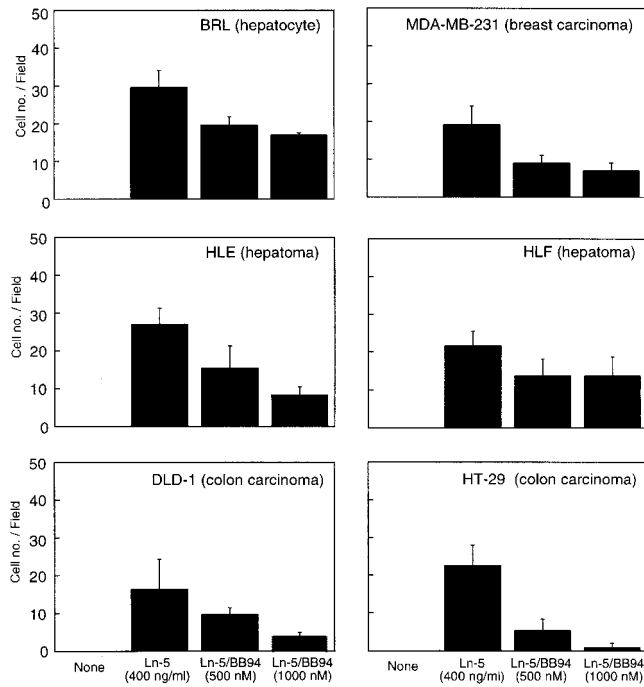 50
40
30
20
10
0
Cell no. / Field
BRL (hepatocyte)
MDA-MB-231 (breast carcinoma)
50
40
30
20
10
0
Cell no. / Field
HLE (hepatoma)
HLF (hepatoma)
50
40
30
20
10
0
Cell no. / Field
DLD-1 (colon carcinoma)
HT-29 (colon carcinoma)
None
Ln-5
(400 ng/ml)
Ln-5/BB94
(500 nM)
Ln-5/BB94
(1000 nM)
None
Ln-5
(400 ng/ml)
Ln-5/BB94
(500 nM)
Ln-5/BB94
(1000 nM)